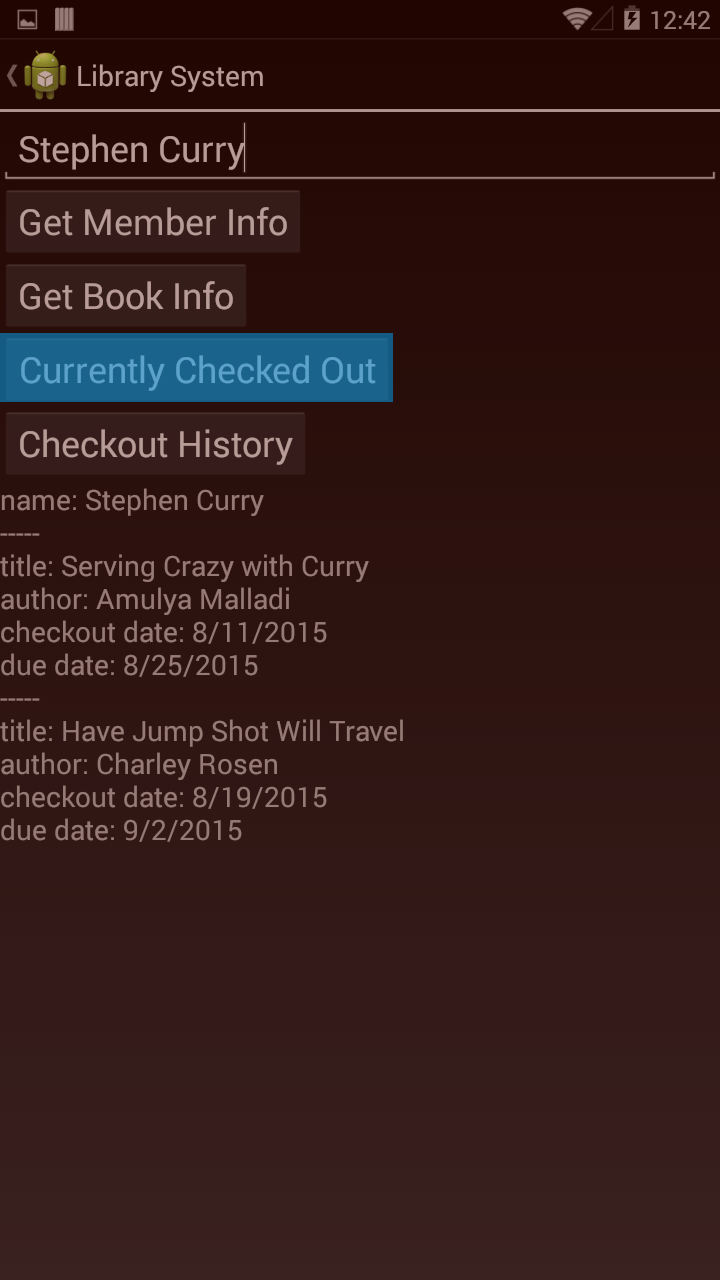 12:42
Library System
Stephen Curry
Get Member Info
Get Book Info
Currently Checked Out
Checkout History
name: Stephen Curry
-----
title: Serving Crazy with Curry
author: Amulya Malladi
checkout date: 8/11/2015
due date: 8/25/2015
-----
title: Have Jump Shot Will Travel
author: Charley Rosen
checkout date: 8/19/2015
due date: 9/2/2015